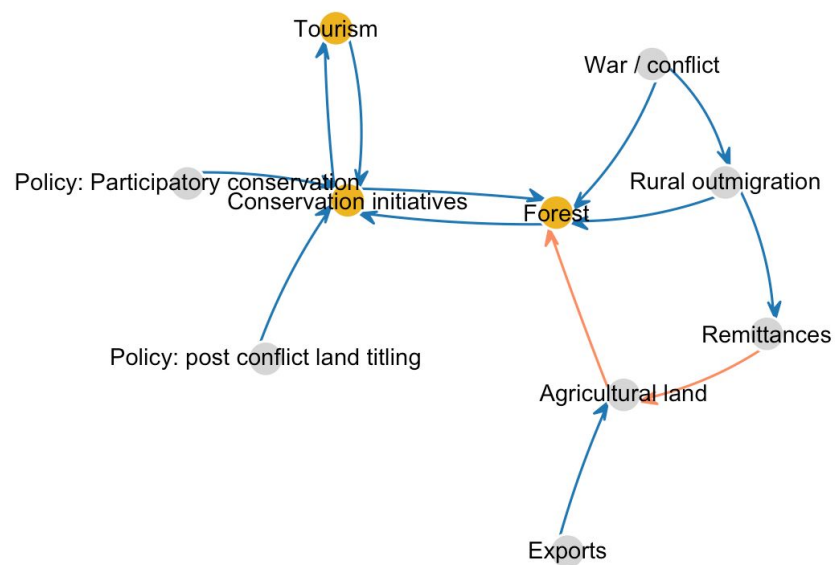 Tourism
War / conflict
Policy: Participatory conservation
Rural outmigration
Conservation initiatives
Forest
Remittances
Policy: post conflict land titling
Agricultural land
Exports